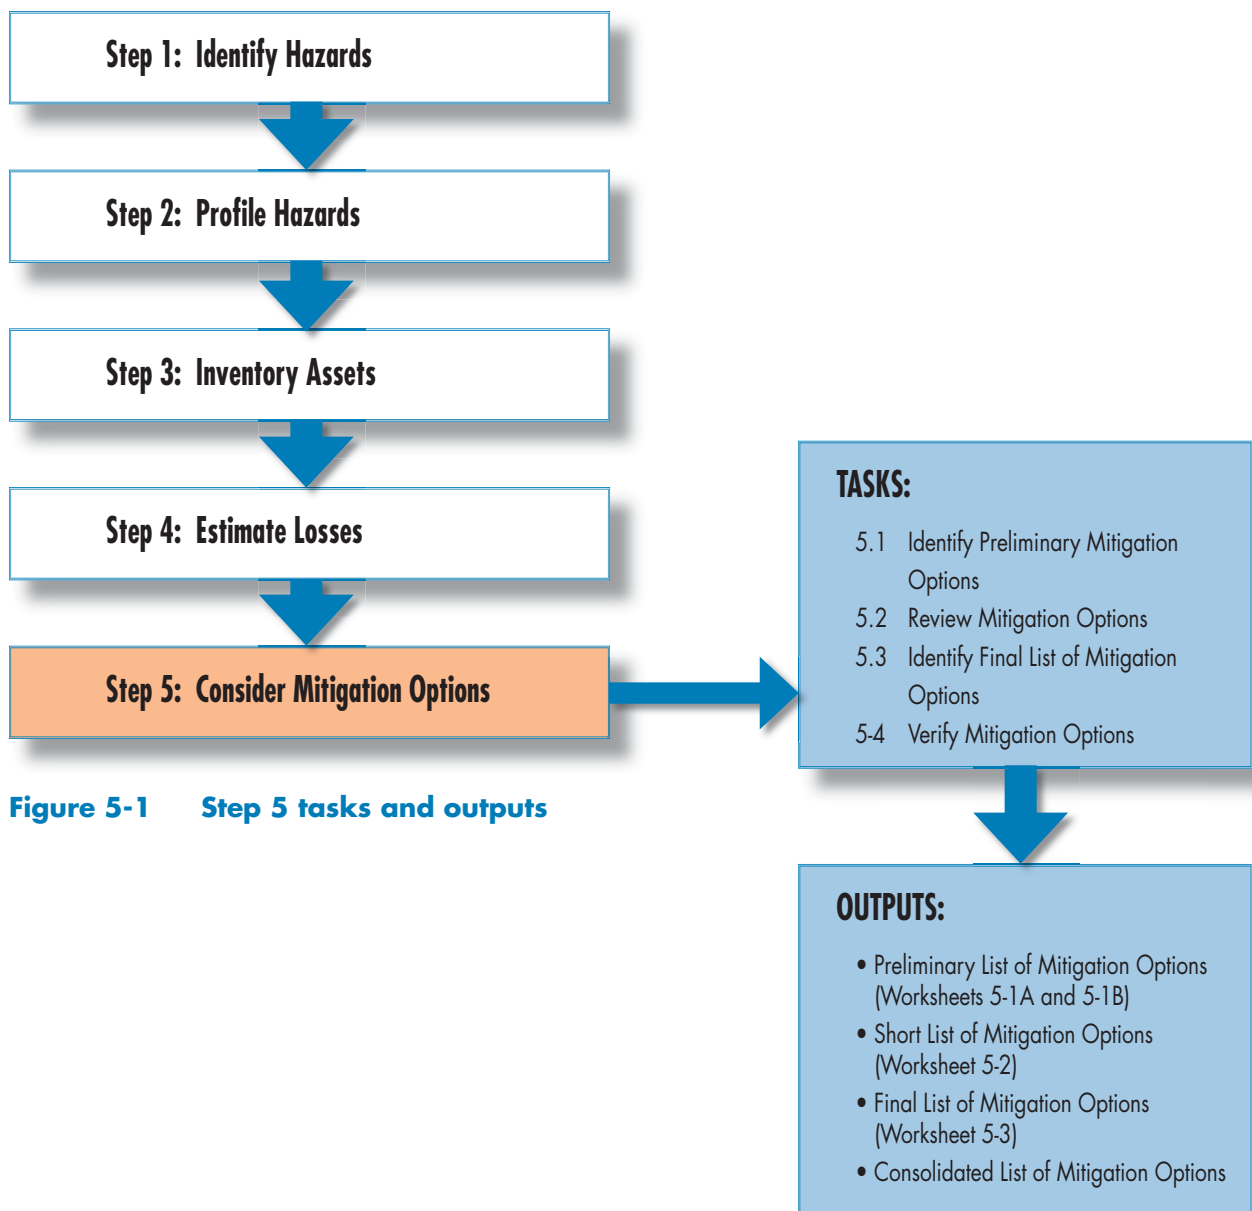 Step 1: Identify Hazards
Step 2: Profile Hazards
Step 3: Inventory Assets
Step 4: Estimate Losses
Step 5: Consider Mitigation Options
Figure 5-1 Step 5 tasks and outputs
TASKS:
5.1 Identify Preliminary Mitigation
Options
5.2 Review Mitigation Options
5.3 Identify Final List of Mitigation
Options
5-4 Verify Mitigation Options
OUTPUTS:
• Preliminary List of Mitigation Options
(Worksheets 5-1A and 5-1B)
• Short List of Mitigation Options
(Worksheet 5-2)
• Final List of Mitigation Options
(Worksheet 5-3)
• Consolidated List of Mitigation Options